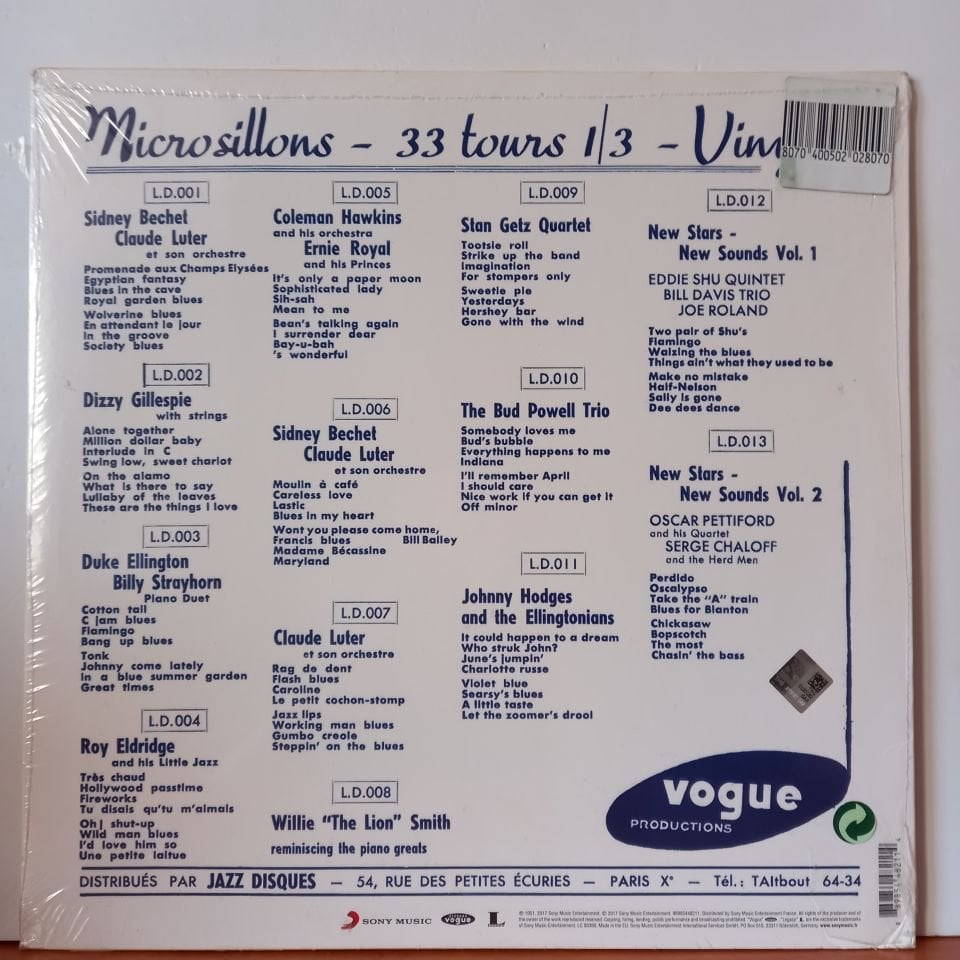 Microsillons - 33 tours 1/3 -
8070 400502 028070
L.D.001
Sidney Bechet
Claude Luter
et son orchestre
Promenade aux Champs Elysées
Egyptian fantasy
Blues in the cave
Royal garden blues
Wolverine blues
En attendant le jour
In the groove
Society blues
L.D.002
Dizzy Gillespie
with strings
Alone together
Million dollar baby
Interlude in C
Swing low, sweet chariot
On the alamo
What is there to say
Lullaby of the leaves
These are the things I love
L.D.003
Duke Ellington
Billy Strayhorn
Piano Duet
Cotton tail
C jam blues
Flamingo
Bang up blues
Tonk
Johnny come lately
In a blue summer garden
Great times
L.D.004
Roy Eldridge
and his Little Jazz
Très chaud
Hollywood passtime
Fireworks
Tu disais qu'tu m'aimais
Oh! shut-up
Wild man blues
I'd love him so
Une petite laitue
L.D.005
Coleman Hawkins
and his orchestra
Ernie Royal
and his Princes
It's only a paper moon
Sophisticated lady
Sih-sah
Mean to me
Bean's talking again
I surrender dear
Bay-u-bah
's wonderful
L.D.006
Sidney Bechet
Claude Luter
et son orchestre
Moulin à café
Careless love
Lastic
Blues in my heart
Wont you please come home,
Francis blues Bill Bailey
Madame Bécassine
Maryland
L.D.007
Claude Luter
et son orchestre
Rag de dent
Flash blues
Caroline
Le petit cochon-stomp
Jazz lips
Working man blues
Gumbo creole
Steppin' on the blues
L.D.008
Willie "The Lion" Smith
reminiscing the piano greats
L.D.009
Stan Getz Quartet
Tootsie roll
Strike up the band
Imagination
For stompers only
Sweetie pie
Yesterdays
Hershey bar
Gone with the wind
L.D.010
The Bud Powell Trio
Somebody loves me
Bud's bubble
Everything happens to me
Indiana
I'll remember April
I should care
Nice work if you can get it
Off minor
L.D.011
Johnny Hodges
and the Ellingtonians
It could happen to a dream
Who struk John?
June's jumpin'
Charlotte russe
Violet blue
Searsy's blues
A little taste
Let the zoomer's drool
L.D.012
New Stars -
New Sounds Vol. 1
EDDIE SHU QUINTET
BILL DAVIS TRIO
JOE ROLAND
Two pair of Shu's
Flamingo
Waizing the blues
Things ain't what they used to be
Make no mistake
Half-Nelson
Sally is gone
Dee dees dance
L.D.013
New Stars -
New Sounds Vol. 2
OSCAR PETTIFORD
and his Quartet
SERGE CHALOFF
and the Herd Men
Perdido
Oscalypso
Take the "A" train
Blues for Blanton
Chickasaw
Bopscotch
The most
Chasin' the bass
vogue
PRODUCTIONS
DISTRIBUÉS PAR JAZZ DISQUES - 54, RUE DES PETITES ÉCURIES - PARIS X° - Tél.: TAItbout 64-34
SONY MUSIC vogue L